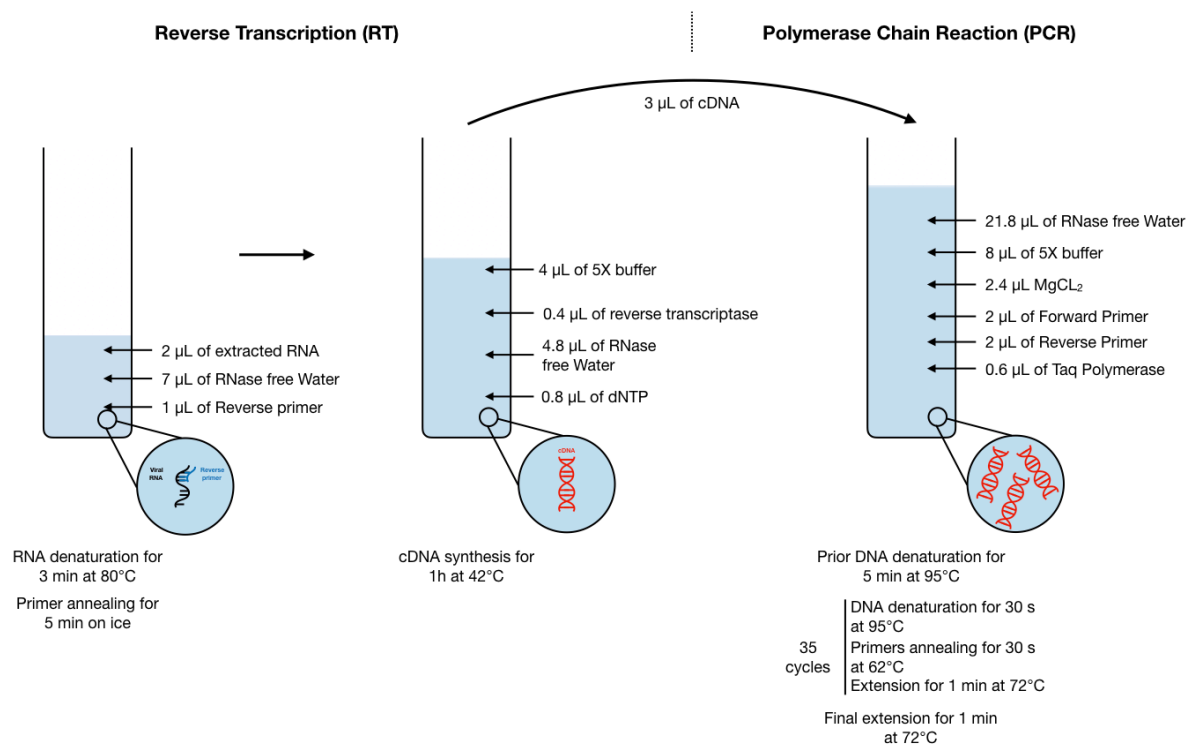 Reverse Transcription (RT)
Polymerase Chain Reaction (PCR)
3 µL of cDNA
2 µL of extracted RNA
7 µL of RNase free Water
1 µL of Reverse primer
Viral
RNA
Reverse
primer
RNA denaturation for
3 min at 80°C
Primer annealing for
5 min on ice
4 µL of 5X buffer
0.4 µL of reverse transcriptase
4.8 µL of RNase
free Water
0.8 µL of dNTP
cDNA
cDNA synthesis for
1h at 42°C
21.8 µL of RNase free Water
8 µL of 5X buffer
2.4 µL MgCL₂
2 µL of Forward Primer
2 µL of Reverse Primer
0.6 µL of Taq Polymerase
Prior DNA denaturation for
5 min at 95°C
35
cycles
DNA denaturation for 30 s
at 95°C
Primers annealing for 30 s
at 62°C
Extension for 1 min at 72°C
Final extension for 1 min
at 72°C